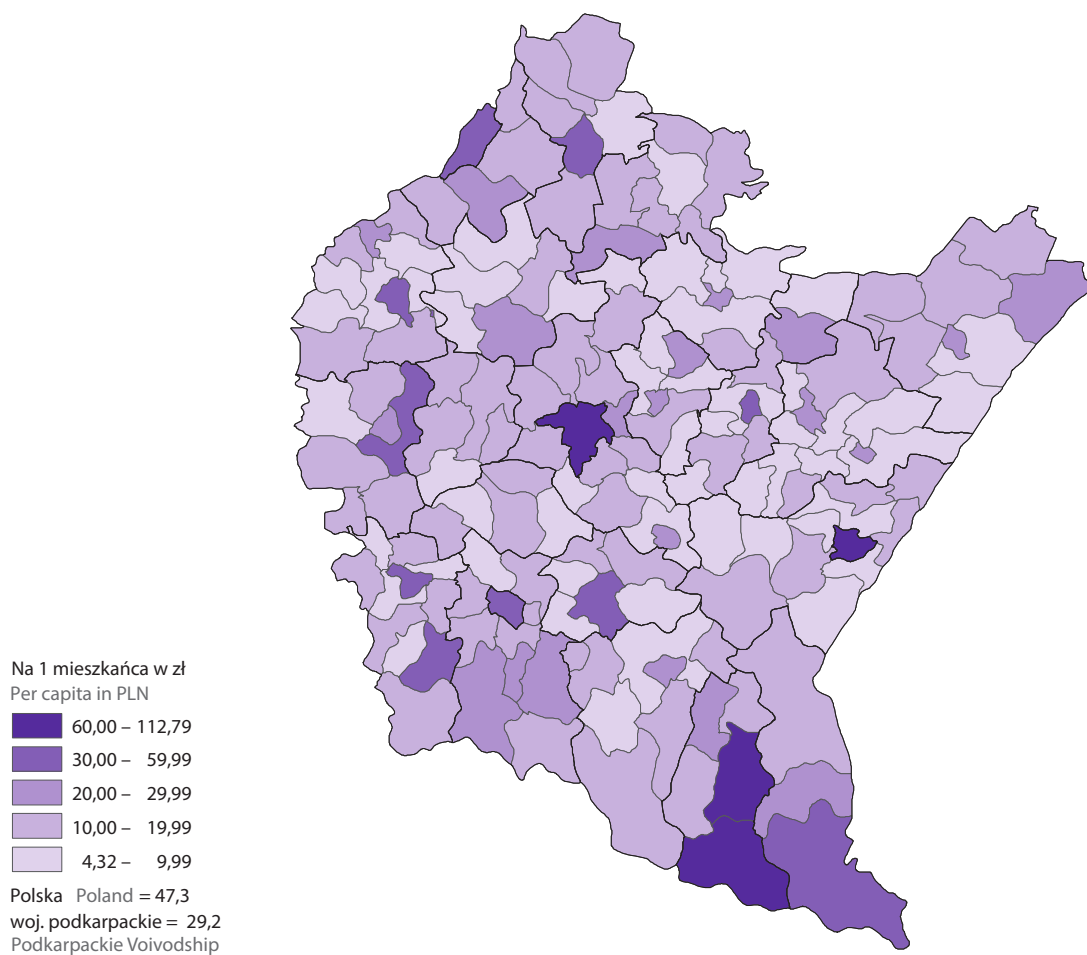 Na 1 mieszkańca w zł
Per capita in PLN
60,00 – 112,79
30,00 – 59,99
20,00 – 29,99
10,00 – 19,99
4,32 – 9,99
Polska Poland = 47,3
woj. podkarpackie = 29,2
Podkarpackie Voivodship